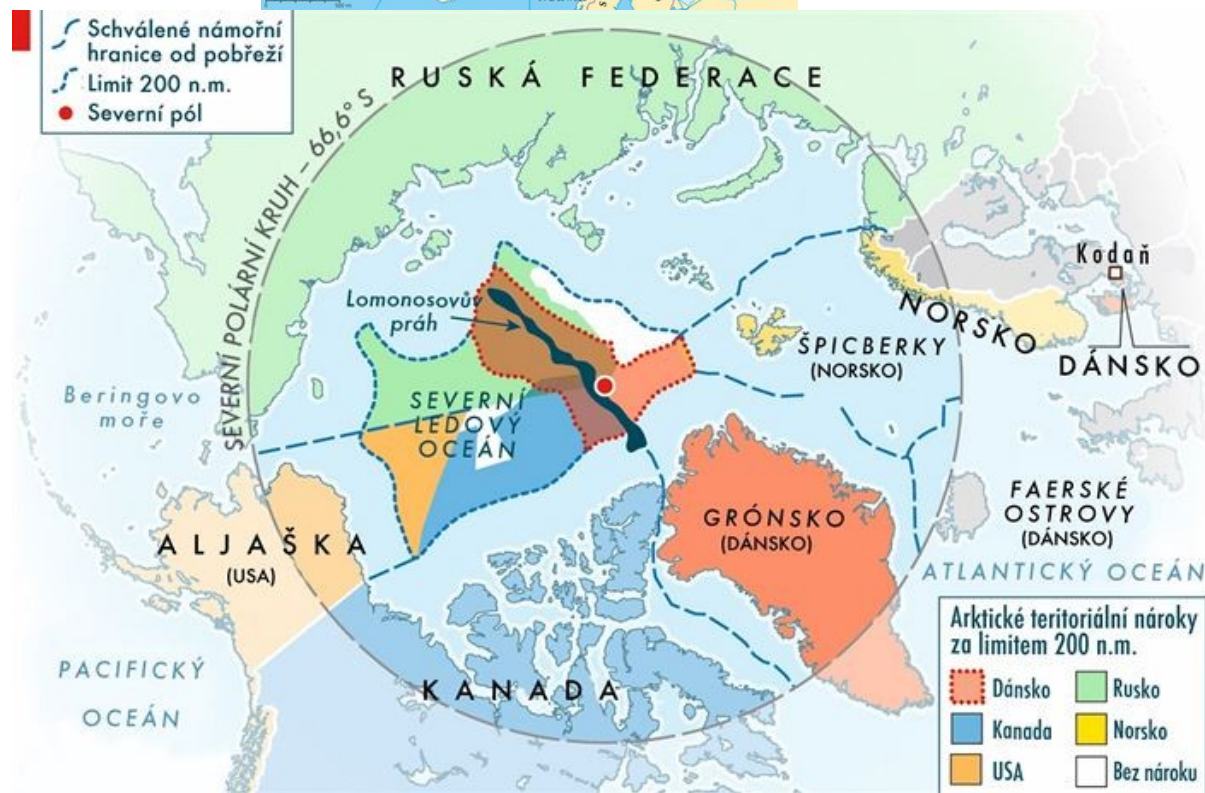 Schválené námořní
hranice od pobřeží
Limit 200 n.m.
Severní pól
RUSKÁ FEDERACE
SEVERNÍ POLÁRNÍ KRUH – 66,6° S
Kodaň
Lomonosovův
práh
NORSKO
ŠPICBERKY
(NORSKO)
DÁNSKO
Beringovo
moře
SEVERNÍ
LEDOVÝ
OCEÁN
FAERSKÉ
OSTROVY
(DÁNSKO)
GRÓNSKO
(DÁNSKO)
ALJAŠKA
(USA)
ATLANTICKÝ OCEÁN
PACIFICKÝ
OCEÁN
KANADA
Arktické teritoriální nároky
za limitem 200 n.m.
Dánsko
Rusko
Kanada
Norsko
USA
Bez nároku